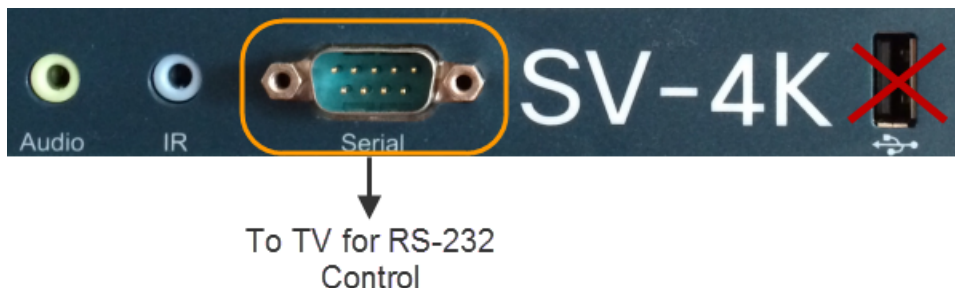 Audio
IR
Serial
SV-4K
To TV for RS-232
Control